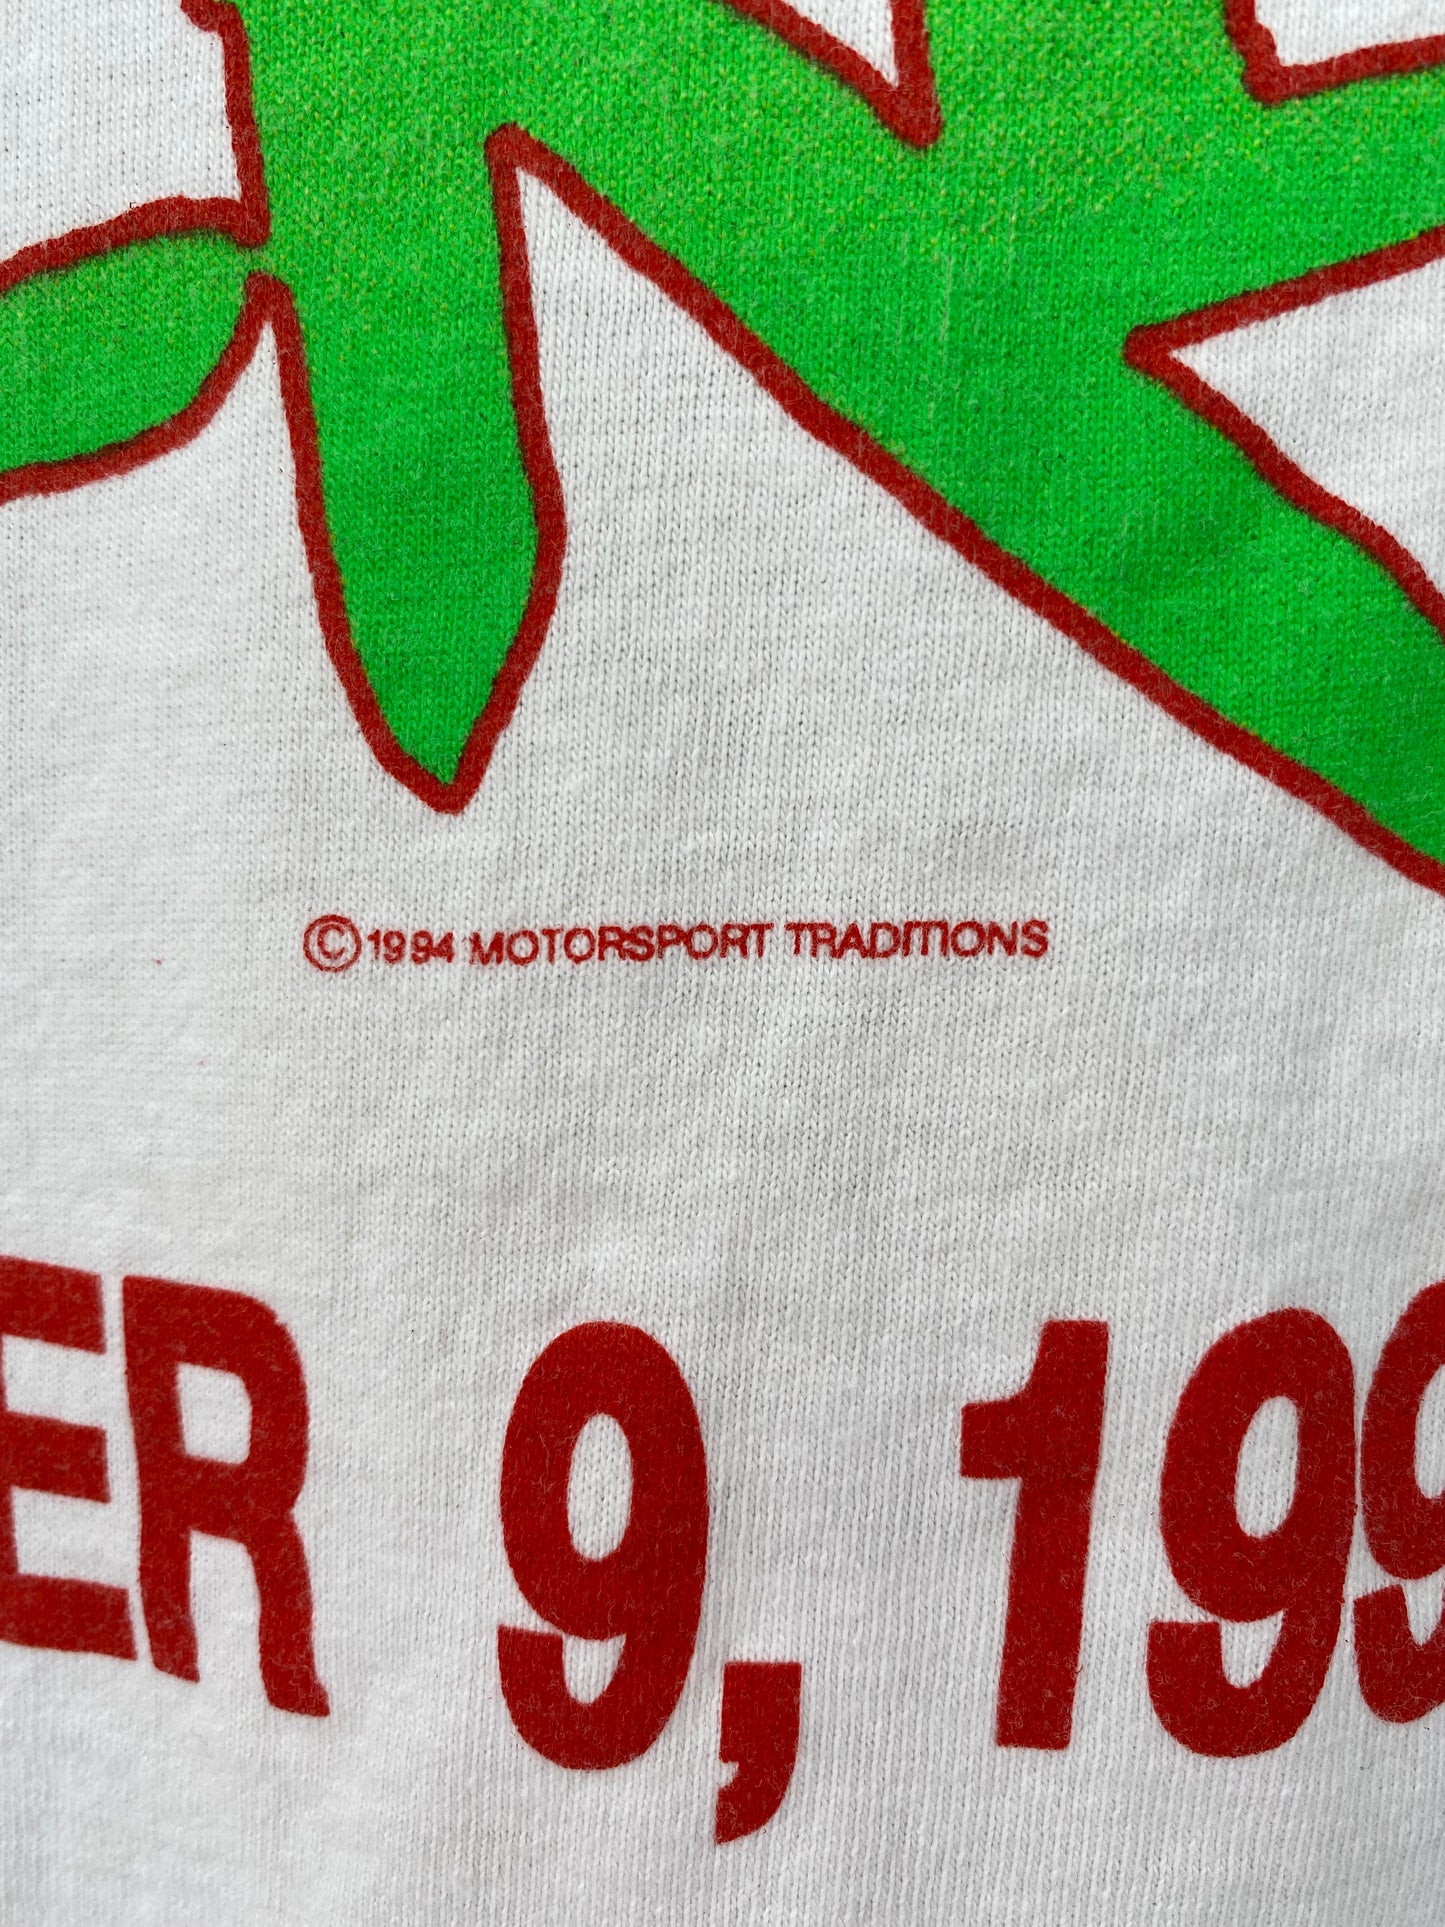 ©1994 MOTORSPORT TRADITIONS
ER 9, 199